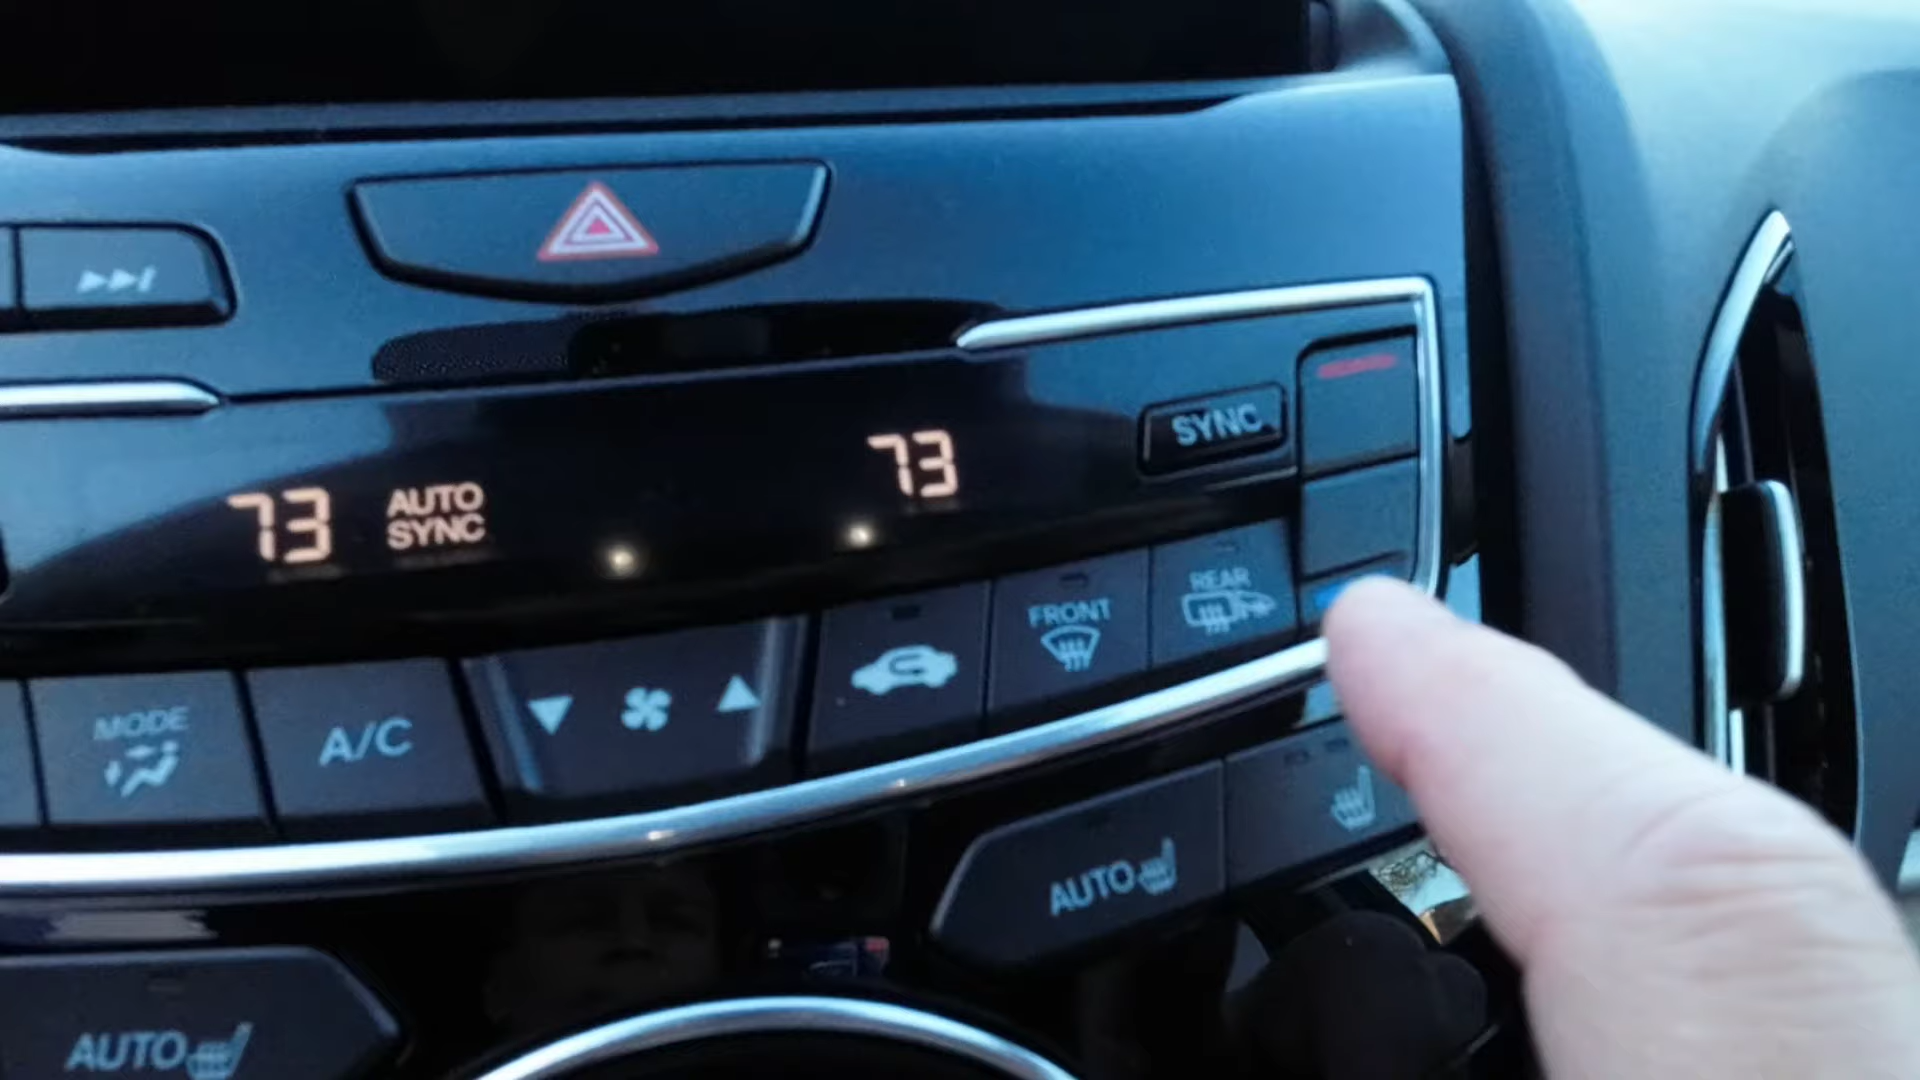 73
AUTO
SYNC
73
SYNC
MODE
A/C
FRONT
REAR
AUTO
AUTO